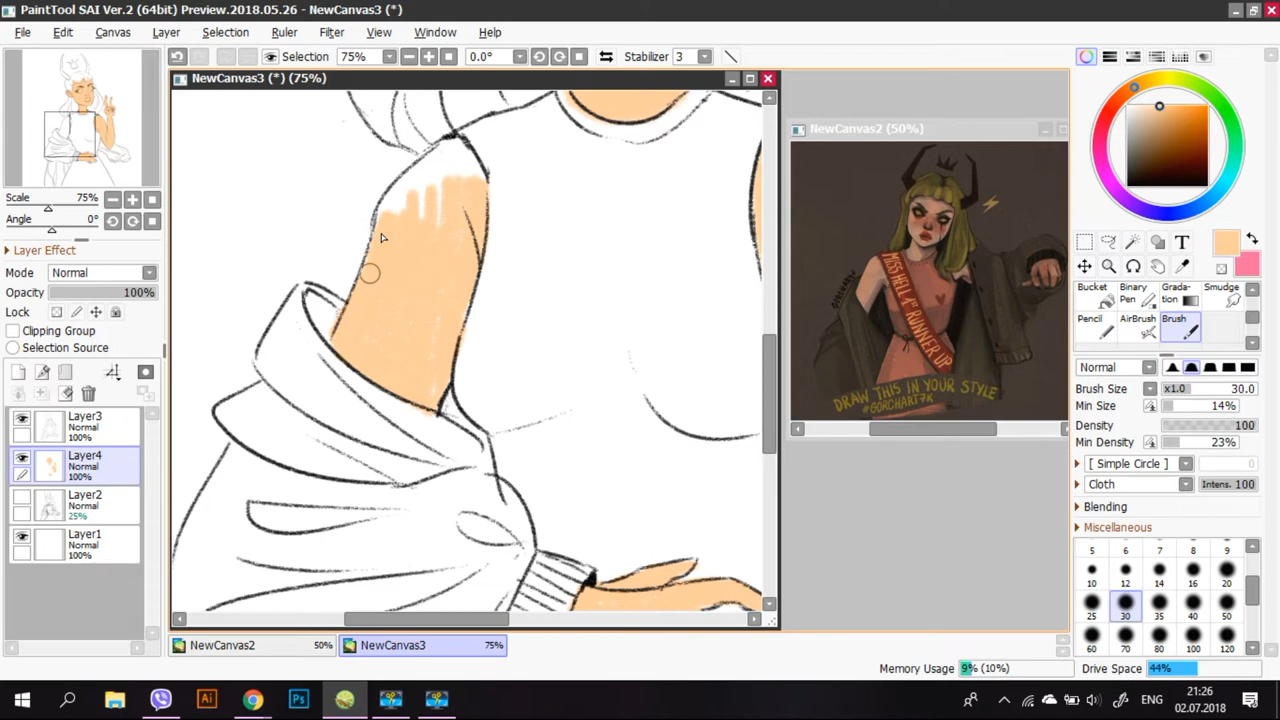 PaintTool SAI Ver.2 (64bit) Preview.2018.05.26 - NewCanvas3 (*)
File Edit Canvas Layer Selection Ruler Filter View Window Help
Selection 75% 0.0° Stabilizer 3
NewCanvas3 (*) (75%)
NewCanvas2 (50%)
MISS HELL 1st RUNNER UP
DRAW THIS IN YOUR STYLE
#GORCHART7K
Scale 75%
Angle 0°
Layer Effect
Mode Normal
Opacity 100%
Lock
Clipping Group
Selection Source
Layer3
Normal
100%
Layer4
Normal
100%
Layer2
Normal
25%
Layer1
Normal
100%
T
Bucket Binary Pen Grada-tion Smudge
Pencil AirBrush Brush
Normal
Brush Size x1.0 30.0
Min Size 14%
Density 100
Min Density 23%
[ Simple Circle ]
Cloth Intens. 100
Blending
Miscellaneous
5 6 7 8 9
10 12 14 16 20
25 30 35 40 50
60 70 80 100 120
NewCanvas2 50% NewCanvas3 75%
Memory Usage 9% (10%) Drive Space 44%
Ai Ps ENG 21:26
02.07.2018